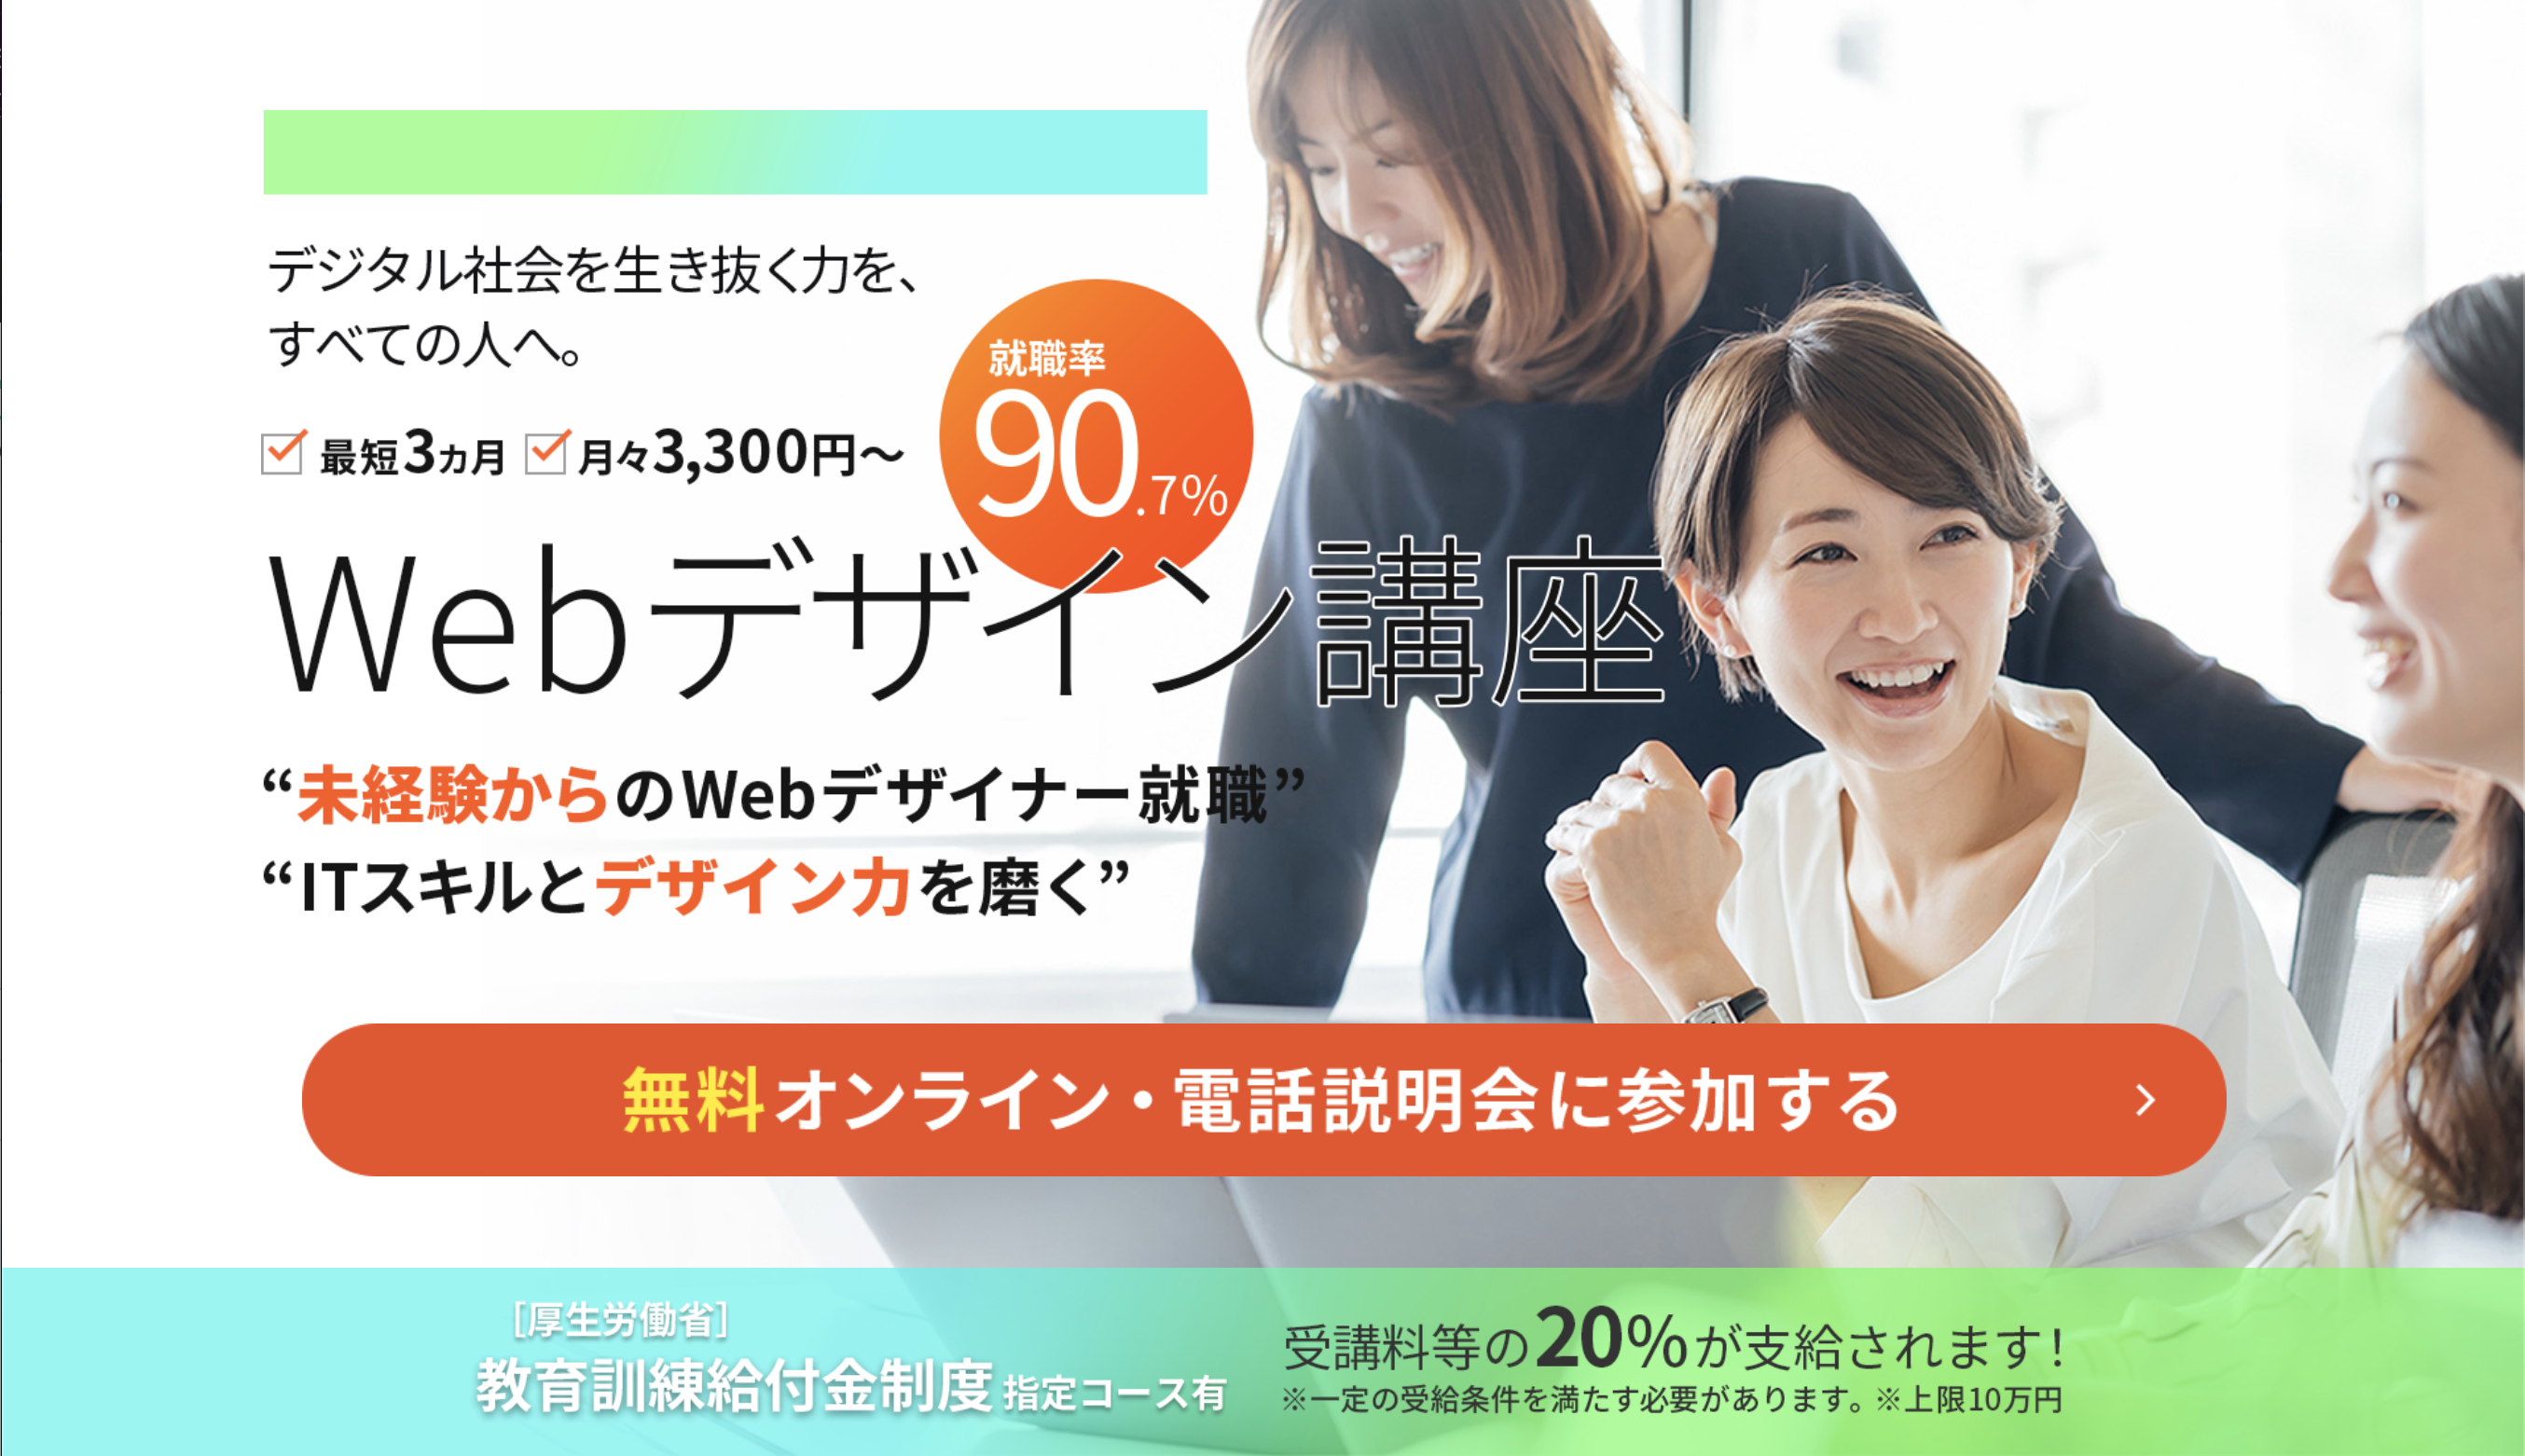 デジタル社会を生き抜く力を、
すべての人へ。
最短3カ月 月々3,300円～
就職率
90.7%
Webデザイン講座
“未経験からのWebデザイナー就職”
“ITスキルとデザイン力を磨く”
無料オンライン・電話説明会に参加する
［厚生労働省］
教育訓練給付金制度 指定コース有
受講料等の20%が支給されます！
※一定の受給条件を満たす必要があります。※上限10万円